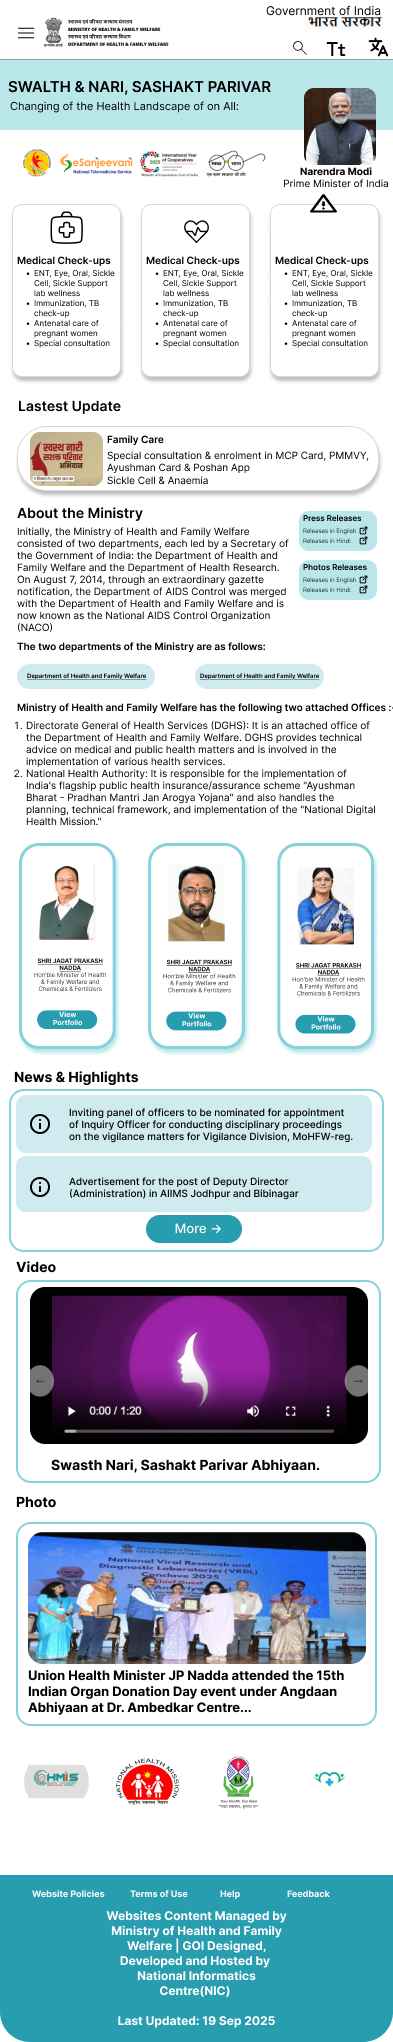 Government of India
भारत सरकार
स्वास्थ्य एवं परिवार कल्याण मंत्रालय
MINISTRY OF HEALTH & FAMILY WELFARE
स्वास्थ्य एवं परिवार कल्याण विभाग
DEPARTMENT OF HEALTH & FAMILY WELFARE
Tt
SWALTH & NARI, SASHAKT PARIVAR
Changing of the Health Landscape of on All:
eSanjeevani
National Telemedicine Service
2025
International Year
of Cooperatives
Narendra Modi
Prime Minister of India
Medical Check-ups
• ENT, Eye, Oral, Sickle
Cell, Sickle Support
lab wellness
• Immunization, TB
check-up
• Antenatal care of
pregnant women
• Special consultation
Medical Check-ups
• ENT, Eye, Oral, Sickle
Cell, Sickle Support
lab wellness
• Immunization, TB
check-up
• Antenatal care of
pregnant women
• Special consultation
Medical Check-ups
• ENT, Eye, Oral, Sickle
Cell, Sickle Support
lab wellness
• Immunization, TB
check-up
• Antenatal care of
pregnant women
• Special consultation
Lastest Update
स्वस्थ नारी
सशक्त परिवार
अभियान
Family Care
Special consultation & enrolment in MCP Card, PMMVY,
Ayushman Card & Poshan App
Sickle Cell & Anaemia
About the Ministry
Initially, the Ministry of Health and Family Welfare
consisted of two departments, each led by a Secretary of
the Government of India: the Department of Health and
Family Welfare and the Department of Health Research.
On August 7, 2014, through an extraordinary gazette
notification, the Department of AIDS Control was merged
with the Department of Health and Family Welfare and is
now known as the National AIDS Control Organization
(NACO)
Press Releases
Releases in English
Releases in Hindi
Photos Releases
Releases in English
Releases in Hindi
The two departments of the Ministry are as follows:
Department of Health and Family Welfare
Department of Health and Family Welfare
Ministry of Health and Family Welfare has the following two attached Offices :-
1. Directorate General of Health Services (DGHS): It is an attached office of
the Department of Health and Family Welfare. DGHS provides technical
advice on medical and public health matters and is involved in the
implementation of various health services.
2. National Health Authority: It is responsible for the implementation of
India's flagship public health insurance/assurance scheme "Ayushman
Bharat - Pradhan Mantri Jan Arogya Yojana" and also handles the
planning, technical framework, and implementation of the "National Digital
Health Mission."
SHRI JAGAT PRAKASH
NADDA
Hon'ble Minister of Health
& Family Welfare and
Chemicals & Fertilizers
View
Portfolio
SHRI JAGAT PRAKASH
NADDA
Hon'ble Minister of Health
& Family Welfare and
Chemicals & Fertilizers
View
Portfolio
SHRI JAGAT PRAKASH
NADDA
Hon'ble Minister of Health
& Family Welfare and
Chemicals & Fertilizers
View
Portfolio
News & Highlights
Inviting panel of officers to be nominated for appointment
of Inquiry Officer for conducting disciplinary proceedings
on the vigilance matters for Vigilance Division, MoHFW-reg.
Advertisement for the post of Deputy Director
(Administration) in AIIMS Jodhpur and Bibinagar
More →
Video
0:00 / 1:20
Swasth Nari, Sashakt Parivar Abhiyaan.
Photo
National Viral Research and
Diagnostic Laboratories (VRDL)
Conclave 2025
Chief Guest
Union Health Minister JP Nadda attended the 15th
Indian Organ Donation Day event under Angdaan
Abhiyaan at Dr. Ambedkar Centre...
HMIS
NATIONAL HEALTH MISSION
Website Policies
Terms of Use
Help
Feedback
Websites Content Managed by
Ministry of Health and Family
Welfare | GOI Designed,
Developed and Hosted by
National Informatics
Centre(NIC)
Last Updated: 19 Sep 2025